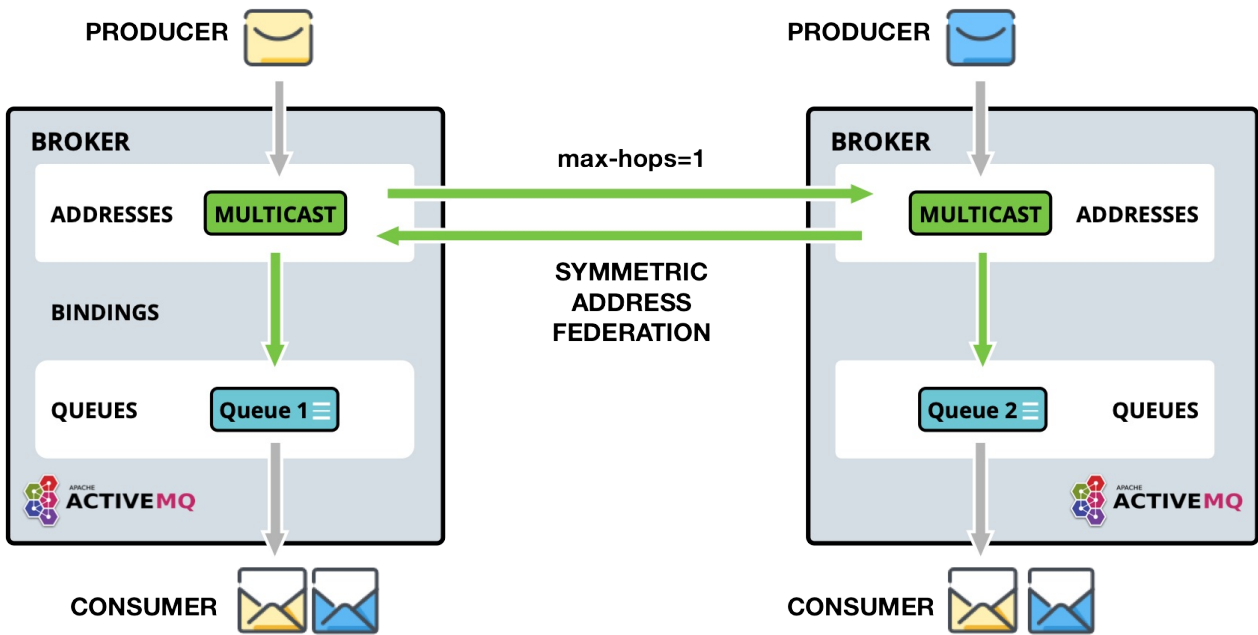 PRODUCER
PRODUCER
BROKER
BROKER
max-hops=1
ADDRESSES
MULTICAST
MULTICAST
ADDRESSES
SYMMETRIC
ADDRESS
FEDERATION
BINDINGS
QUEUES
Queue 1
Queue 2
QUEUES
APACHE
ACTIVEMQ
APACHE
ACTIVEMQ
CONSUMER
CONSUMER